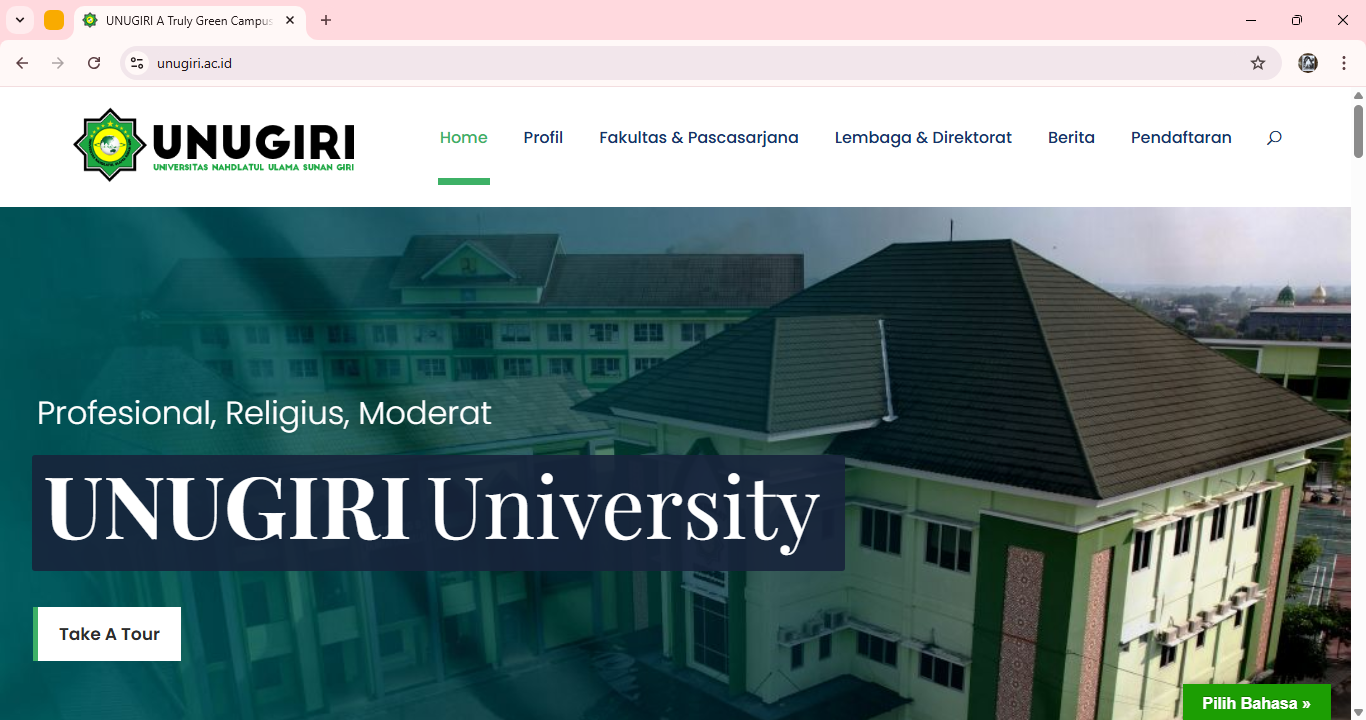 UNUGIRI A Truly Green Campus
unugiri.ac.id
UNUGIRI
UNIVERSITAS NAHDLATUL ULAMA SUNAN GIRI
Home Profil Fakultas & Pascasarjana Lembaga & Direktorat Berita Pendaftaran
Profesional, Religius, Moderat
UNUGIRI University
Take A Tour
Pilih Bahasa »